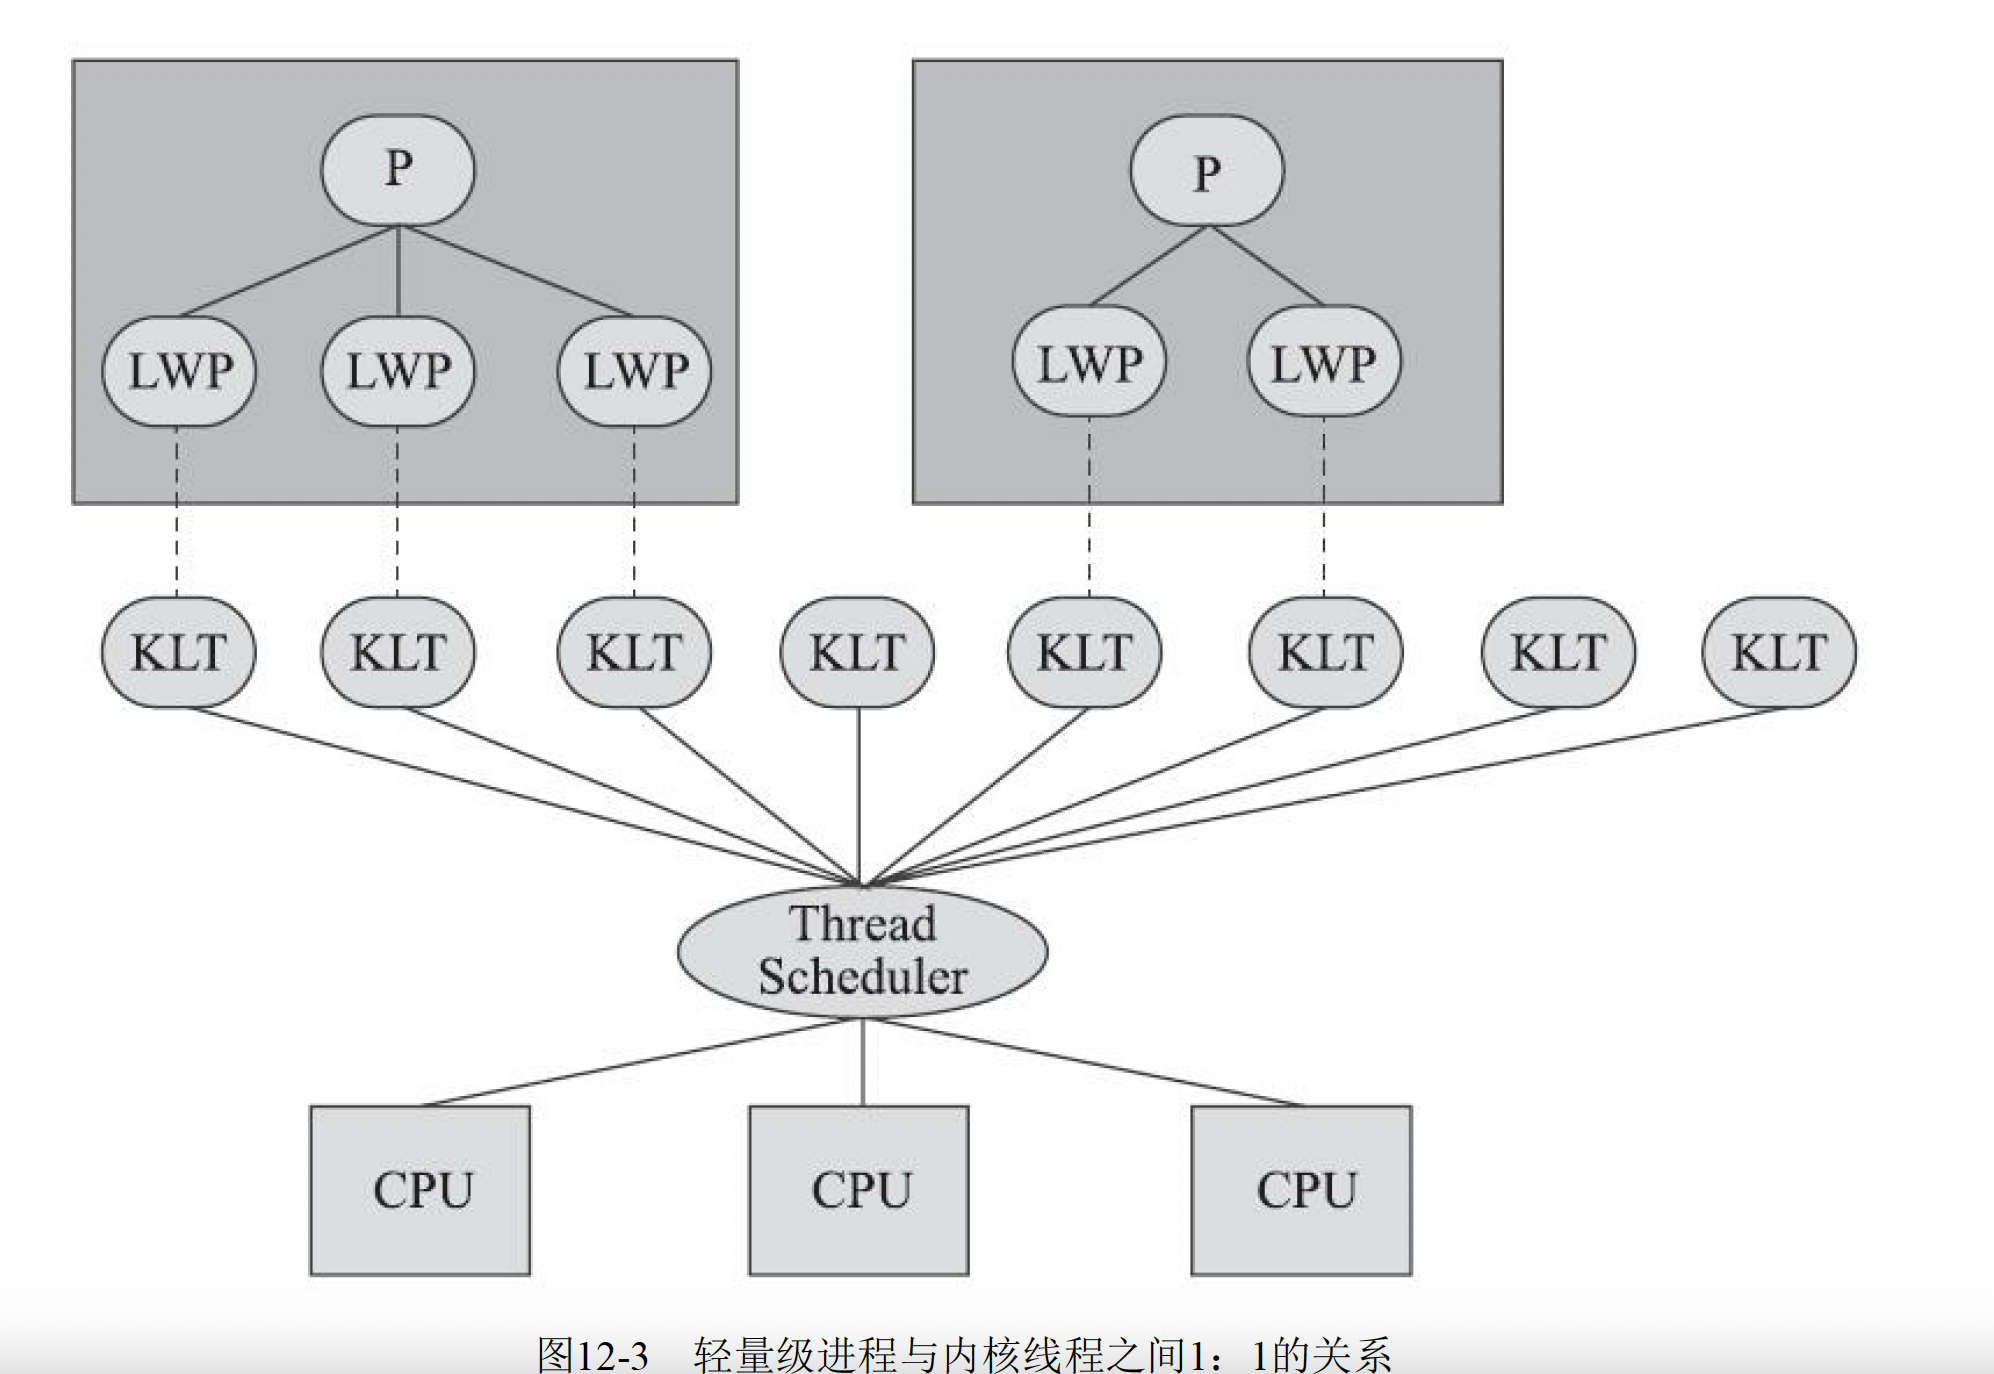 P
P
LWP LWP LWP
LWP LWP
KLT KLT KLT KLT KLT KLT KLT KLT
Thread
Scheduler
CPU CPU CPU
图12-3 轻量级进程与内核线程之间1：1的关系